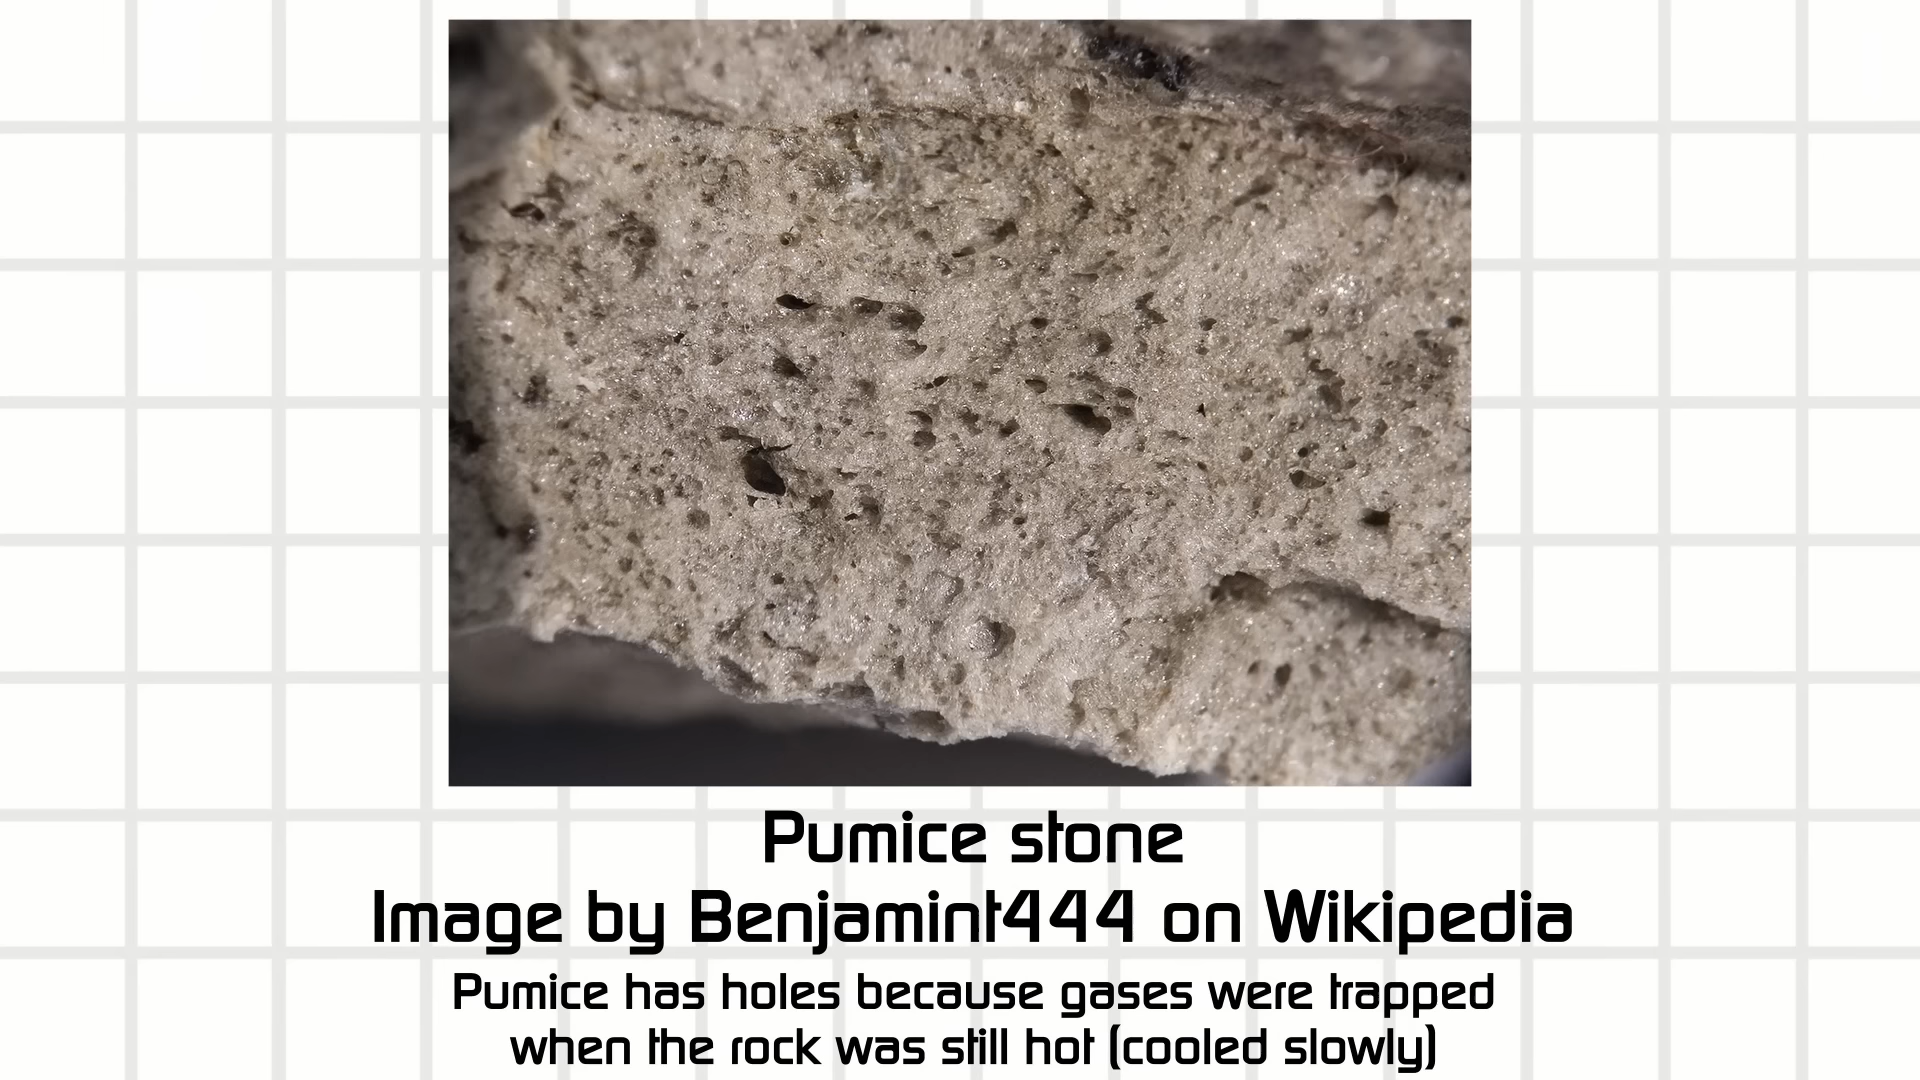 Pumice stone
Image by Benjamint444 on Wikipedia
Pumice has holes because gases were trapped
when the rock was still hot (cooled slowly)